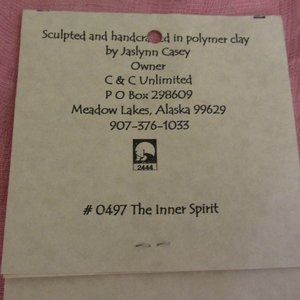 Sculpted and handcrafted in polymer clay
by Jaslynn Casey
Owner
C & C Unlimited
P O Box 298609
Meadow Lakes, Alaska 99629
907-376-1033
2444
# 0497 The Inner Spirit